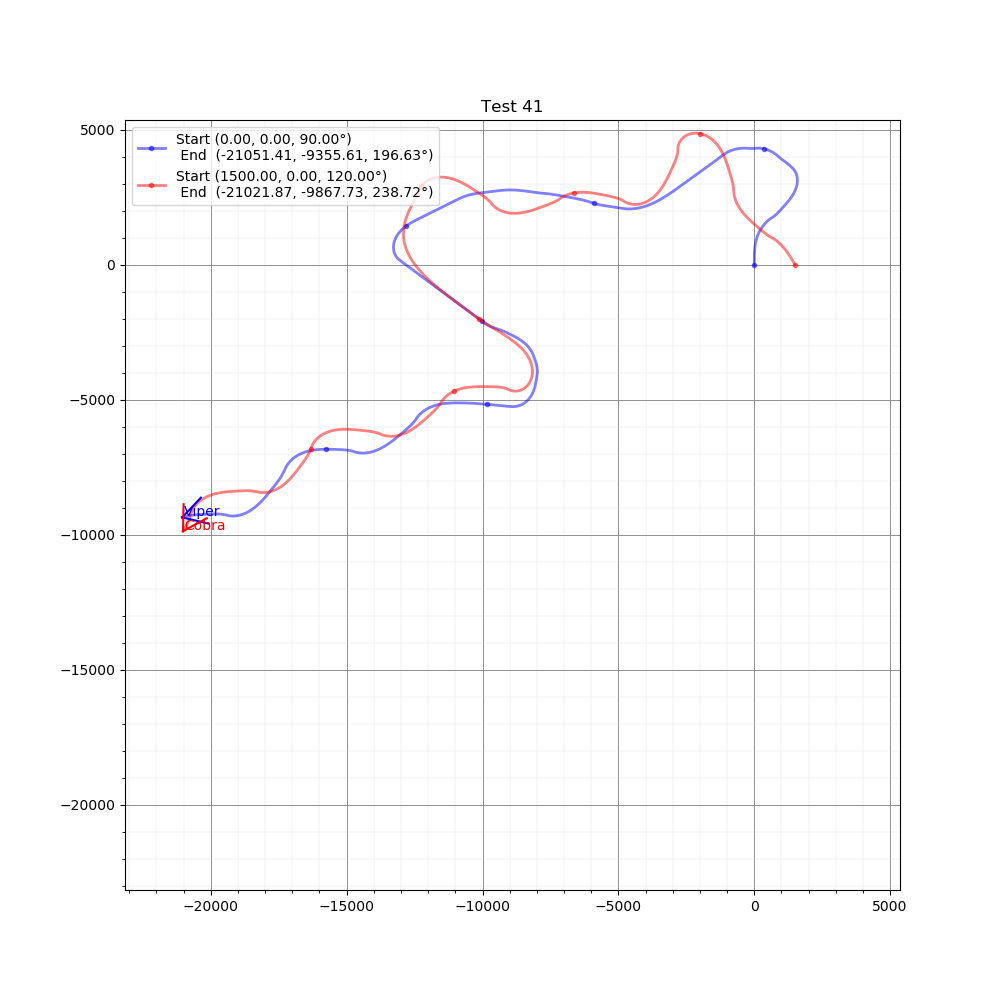 Test 41
Start (0.00, 0.00, 90.00°)
End (-21051.41, -9355.61, 196.63°)
Start (1500.00, 0.00, 120.00°)
End (-21021.87, -9867.73, 238.72°)
5000
0
−5000
−10000
−15000
−20000
Viper
Cobra
−20000
−15000
−10000
−5000
0
5000